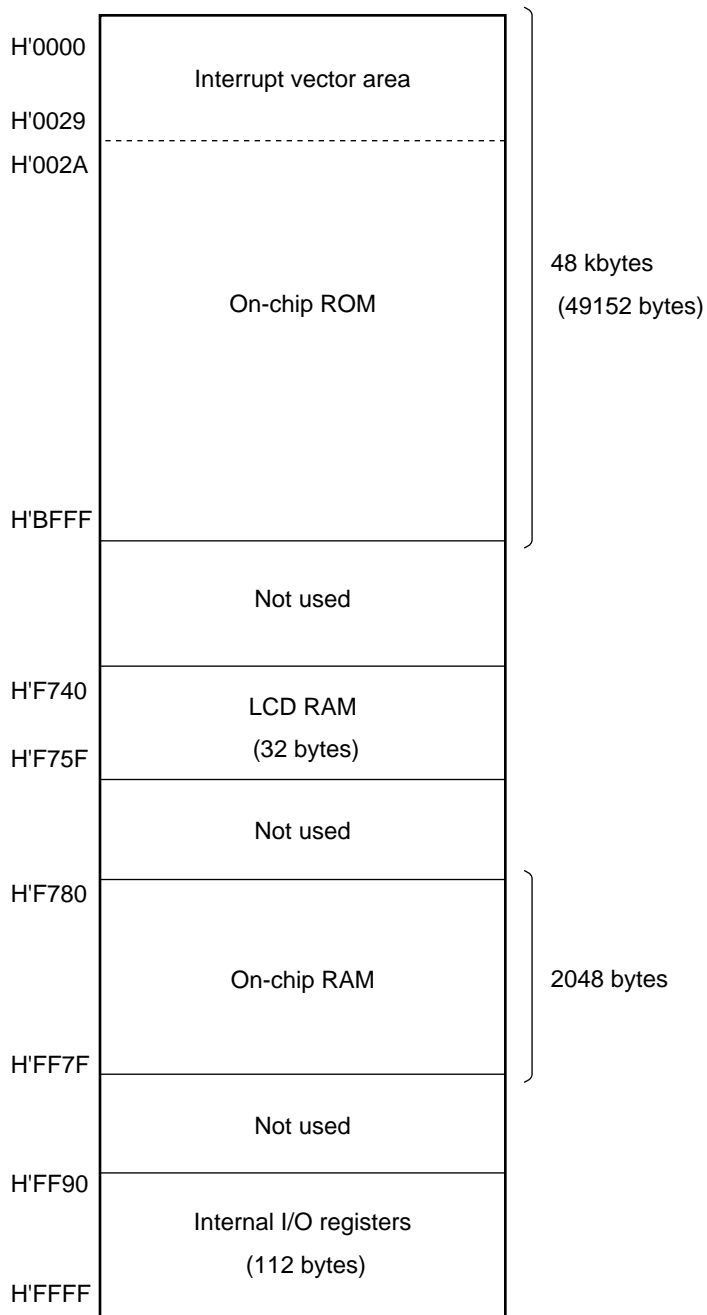 H'0000
Interrupt vector area
H'0029
H'002A
On-chip ROM
48 kbytes
(49152 bytes)
H'BFFF
Not used
H'F740
LCD RAM
(32 bytes)
H'F75F
Not used
H'F780
On-chip RAM
2048 bytes
H'FF7F
Not used
H'FF90
Internal I/O registers
(112 bytes)
H'FFFF